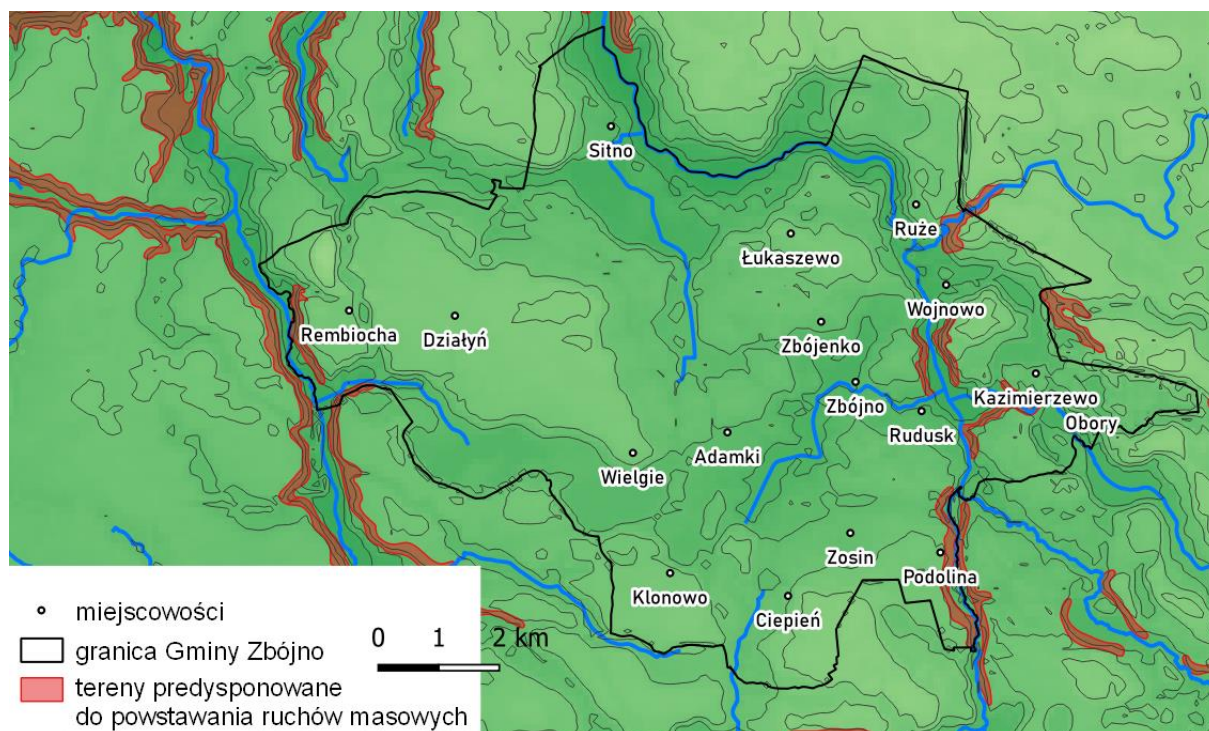 Sitno
Ruże
Łukaszewo
Wojnowo
Rembiocha
Działyń
Zbójenko
Kazimierzewo
Zbójno
Rudusk
Obory
Adamki
Wielgie
Zosin
Podolina
Klonowo
Ciepień
miejscowości
granica Gminy Zbójno
tereny predysponowane
do powstawania ruchów masowych
0 1 2 km